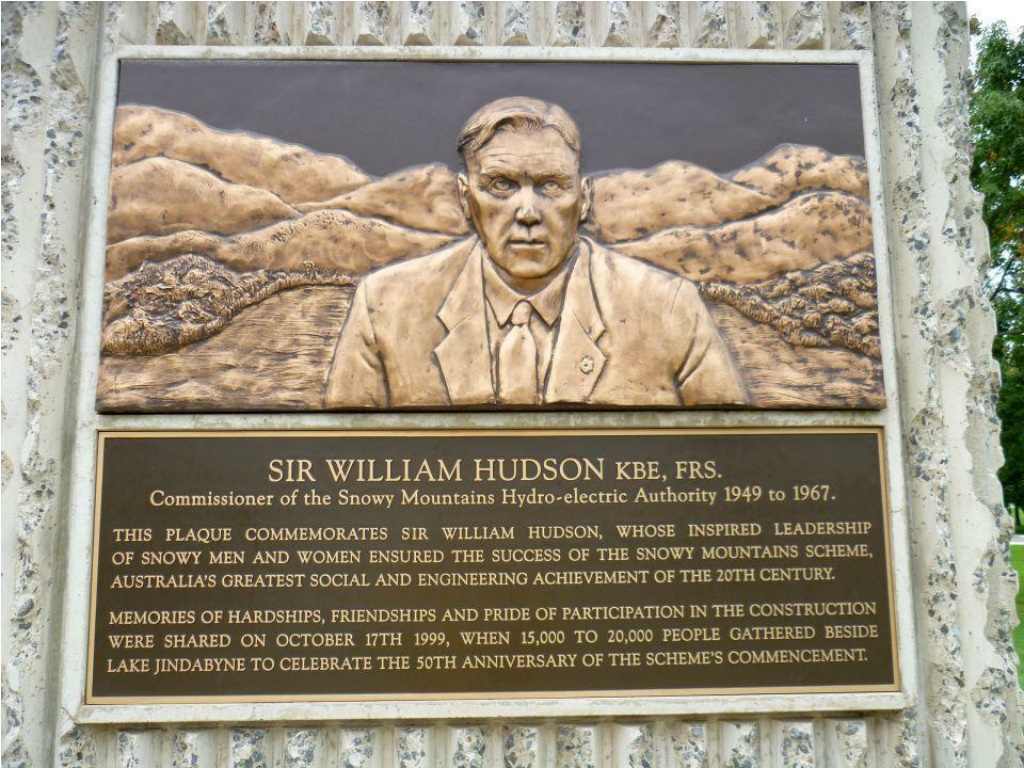 SIR WILLIAM HUDSON KBE, FRS.
Commissioner of the Snowy Mountains Hydro-electric Authority 1949 to 1967.
THIS PLAQUE COMMEMORATES SIR WILLIAM HUDSON, WHOSE INSPIRED LEADERSHIP
OF SNOWY MEN AND WOMEN ENSURED THE SUCCESS OF THE SNOWY MOUNTAINS SCHEME,
AUSTRALIA'S GREATEST SOCIAL AND ENGINEERING ACHIEVEMENT OF THE 20TH CENTURY.
MEMORIES OF HARDSHIPS, FRIENDSHIPS AND PRIDE OF PARTICIPATION IN THE CONSTRUCTION
WERE SHARED ON OCTOBER 17TH 1999, WHEN 15,000 TO 20,000 PEOPLE GATHERED BESIDE
LAKE JINDABYNE TO CELEBRATE THE 50TH ANNIVERSARY OF THE SCHEME'S COMMENCEMENT.